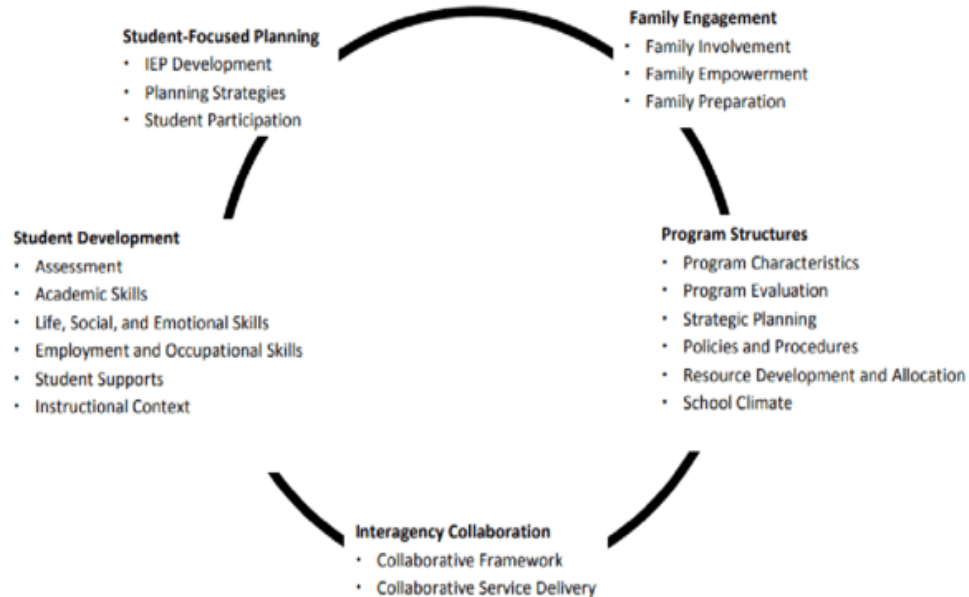 Student-Focused Planning
• IEP Development
• Planning Strategies
• Student Participation
Family Engagement
• Family Involvement
• Family Empowerment
• Family Preparation
Student Development
• Assessment
• Academic Skills
• Life, Social, and Emotional Skills
• Employment and Occupational Skills
• Student Supports
• Instructional Context
Program Structures
• Program Characteristics
• Program Evaluation
• Strategic Planning
• Policies and Procedures
• Resource Development and Allocation
• School Climate
Interagency Collaboration
• Collaborative Framework
• Collaborative Service Delivery